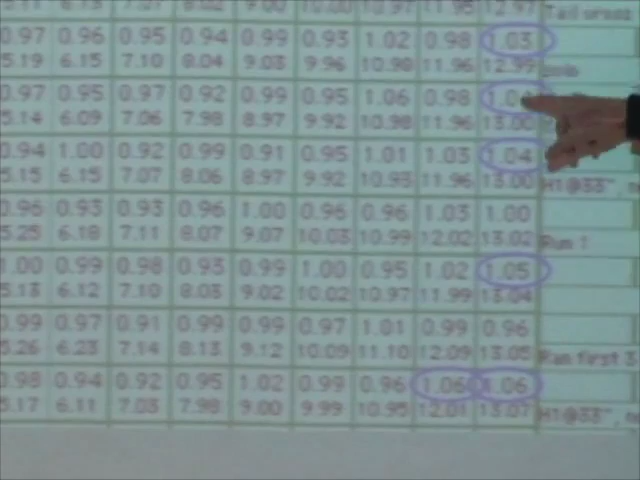 12.97 Tail
0.97 0.96 0.95 0.94 0.99 0.93 1.02 0.98 1.03
5.19 6.15 7.10 8.04 9.03 9.96 10.98 11.96 12.99
0.97 0.95 0.97 0.92 0.99 0.95 1.06 0.98
5.14 6.09 7.06 7.98 8.97 9.92 10.98 11.96 13.00
0.94 1.00 0.92 0.99 0.91 0.95 1.01 1.03 1.04
5.15 6.15 7.07 8.06 8.97 9.92 10.93 11.96 13.00 H1@33",
0.96 0.93 0.93 0.96 1.00 0.96 0.96 1.03 1.00
5.25 6.18 7.11 8.07 9.07 10.03 10.99 12.02 13.02 Run 1
1.00 0.99 0.98 0.93 0.99 1.00 0.95 1.02 1.05
5.13 6.12 7.10 8.03 9.02 10.02 10.97 11.99 13.04
0.99 0.97 0.91 0.99 0.99 0.97 1.01 0.99 0.96
5.26 6.23 7.14 8.13 9.12 10.09 11.10 12.09 13.05 Ran first 3
0.98 0.94 0.92 0.95 1.02 0.99 0.96 1.06 1.06
5.17 6.11 7.03 7.98 9.00 9.99 10.95 12.01 13.07 H1@33",